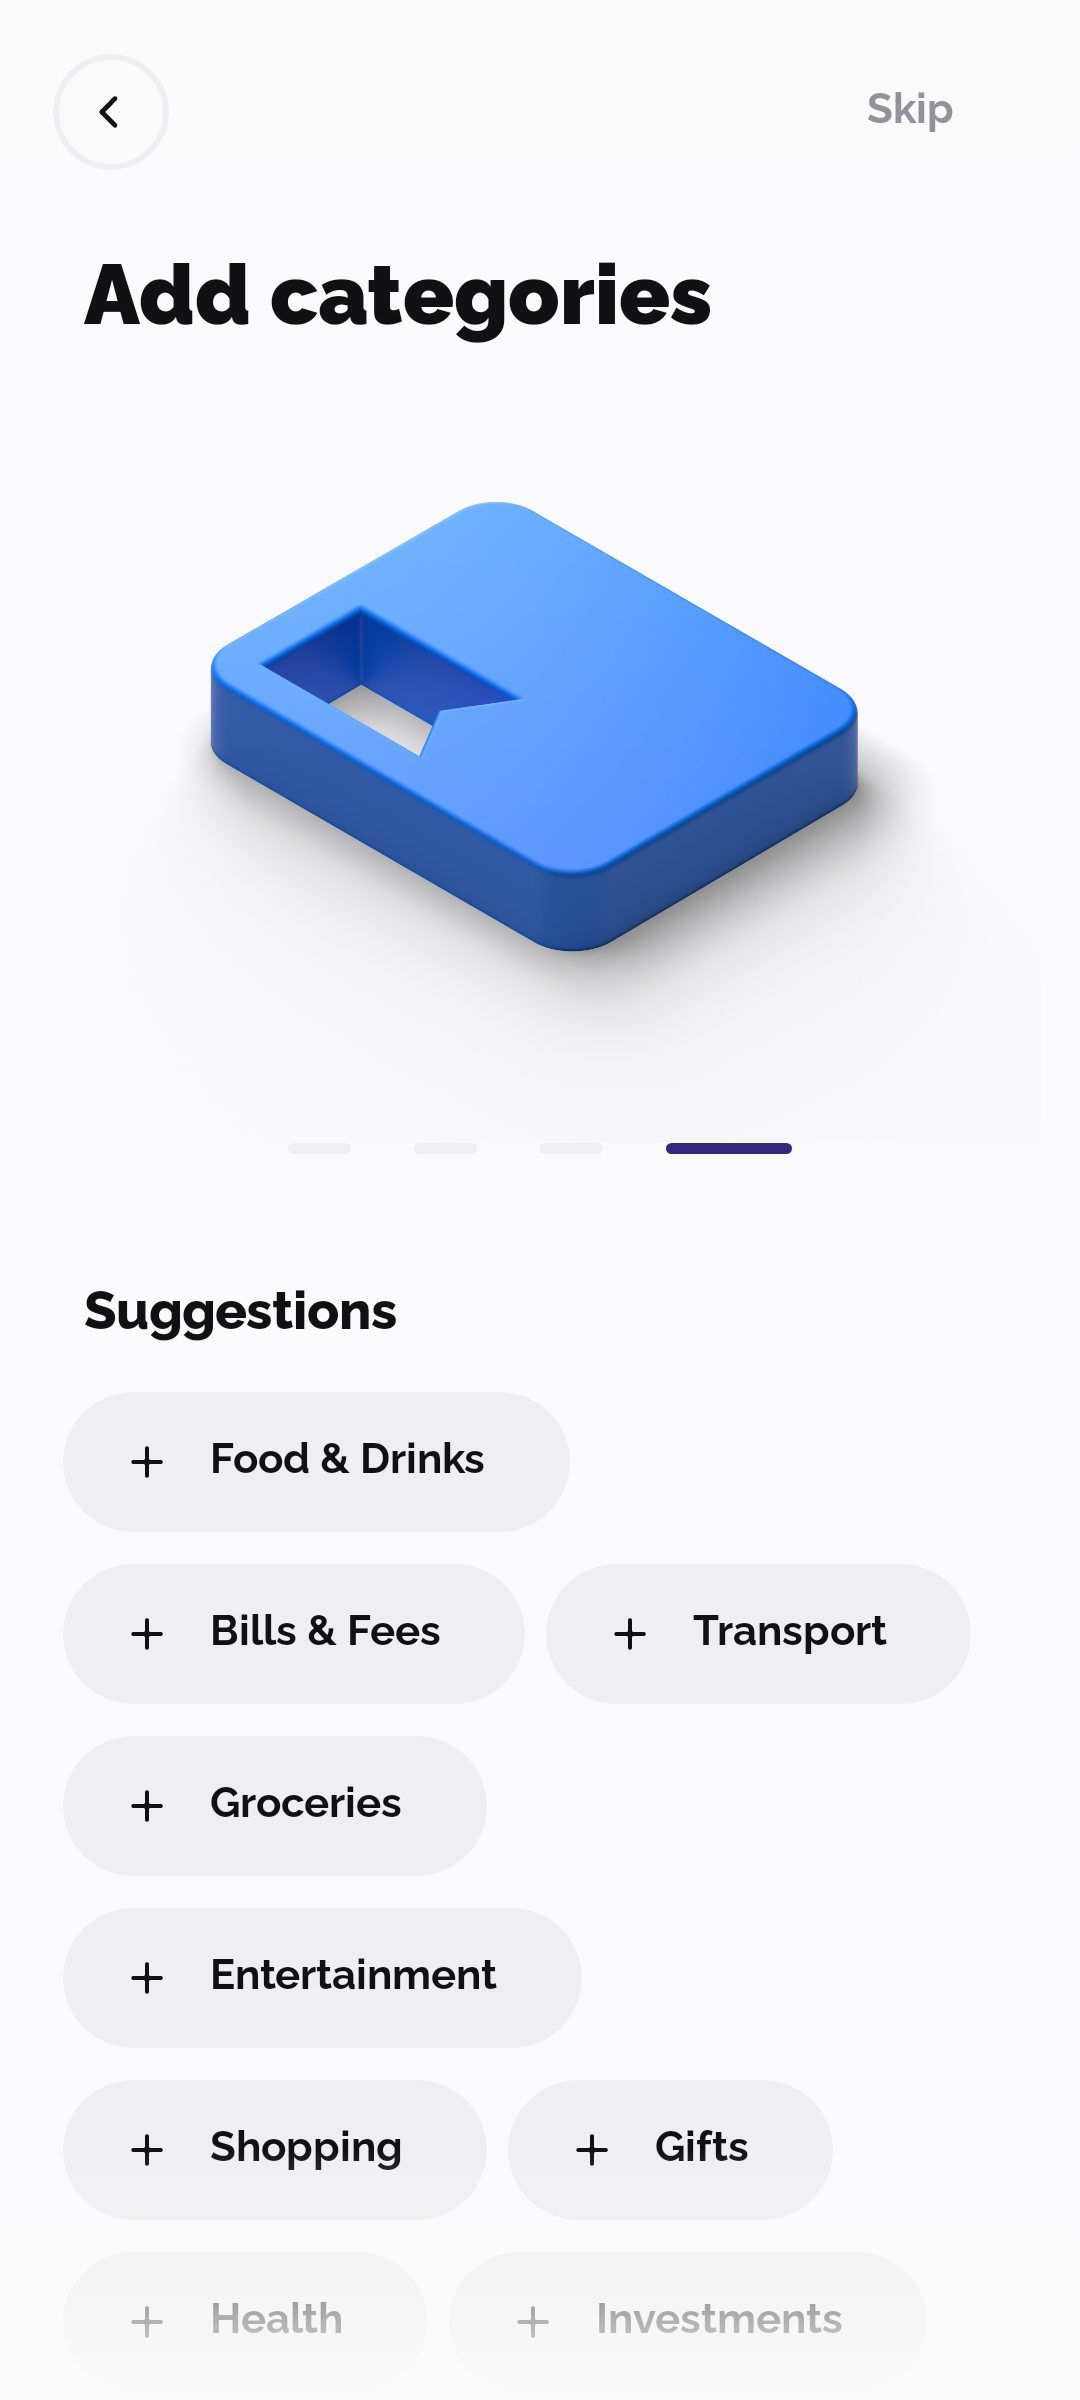 Skip
Add categories
Suggestions
Food & Drinks
Bills & Fees
Transport
Groceries
Entertainment
Shopping
Gifts
Health
Investments